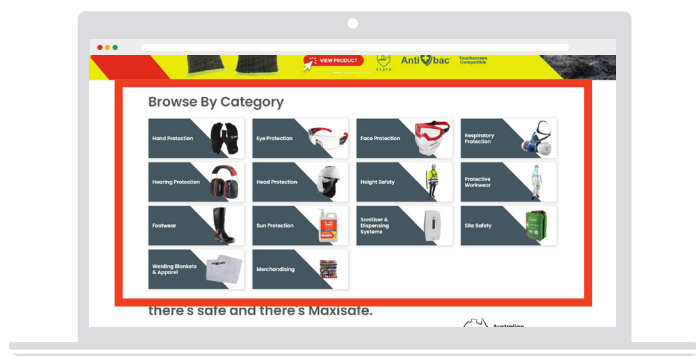 VIEW PRODUCT
Anti bac
Touchscreen
Compatible
Browse By Category
Hand Protection
Eye Protection
Face Protection
Respiratory
Protection
Hearing Protection
Head Protection
Height Safety
Protective
Workwear
Footwear
Sun Protection
Sanitiser &
Dispensing
Systems
Site Safety
Welding Blankets
& Apparel
Merchandising
there's safe and there's Maxisafe.
Australian